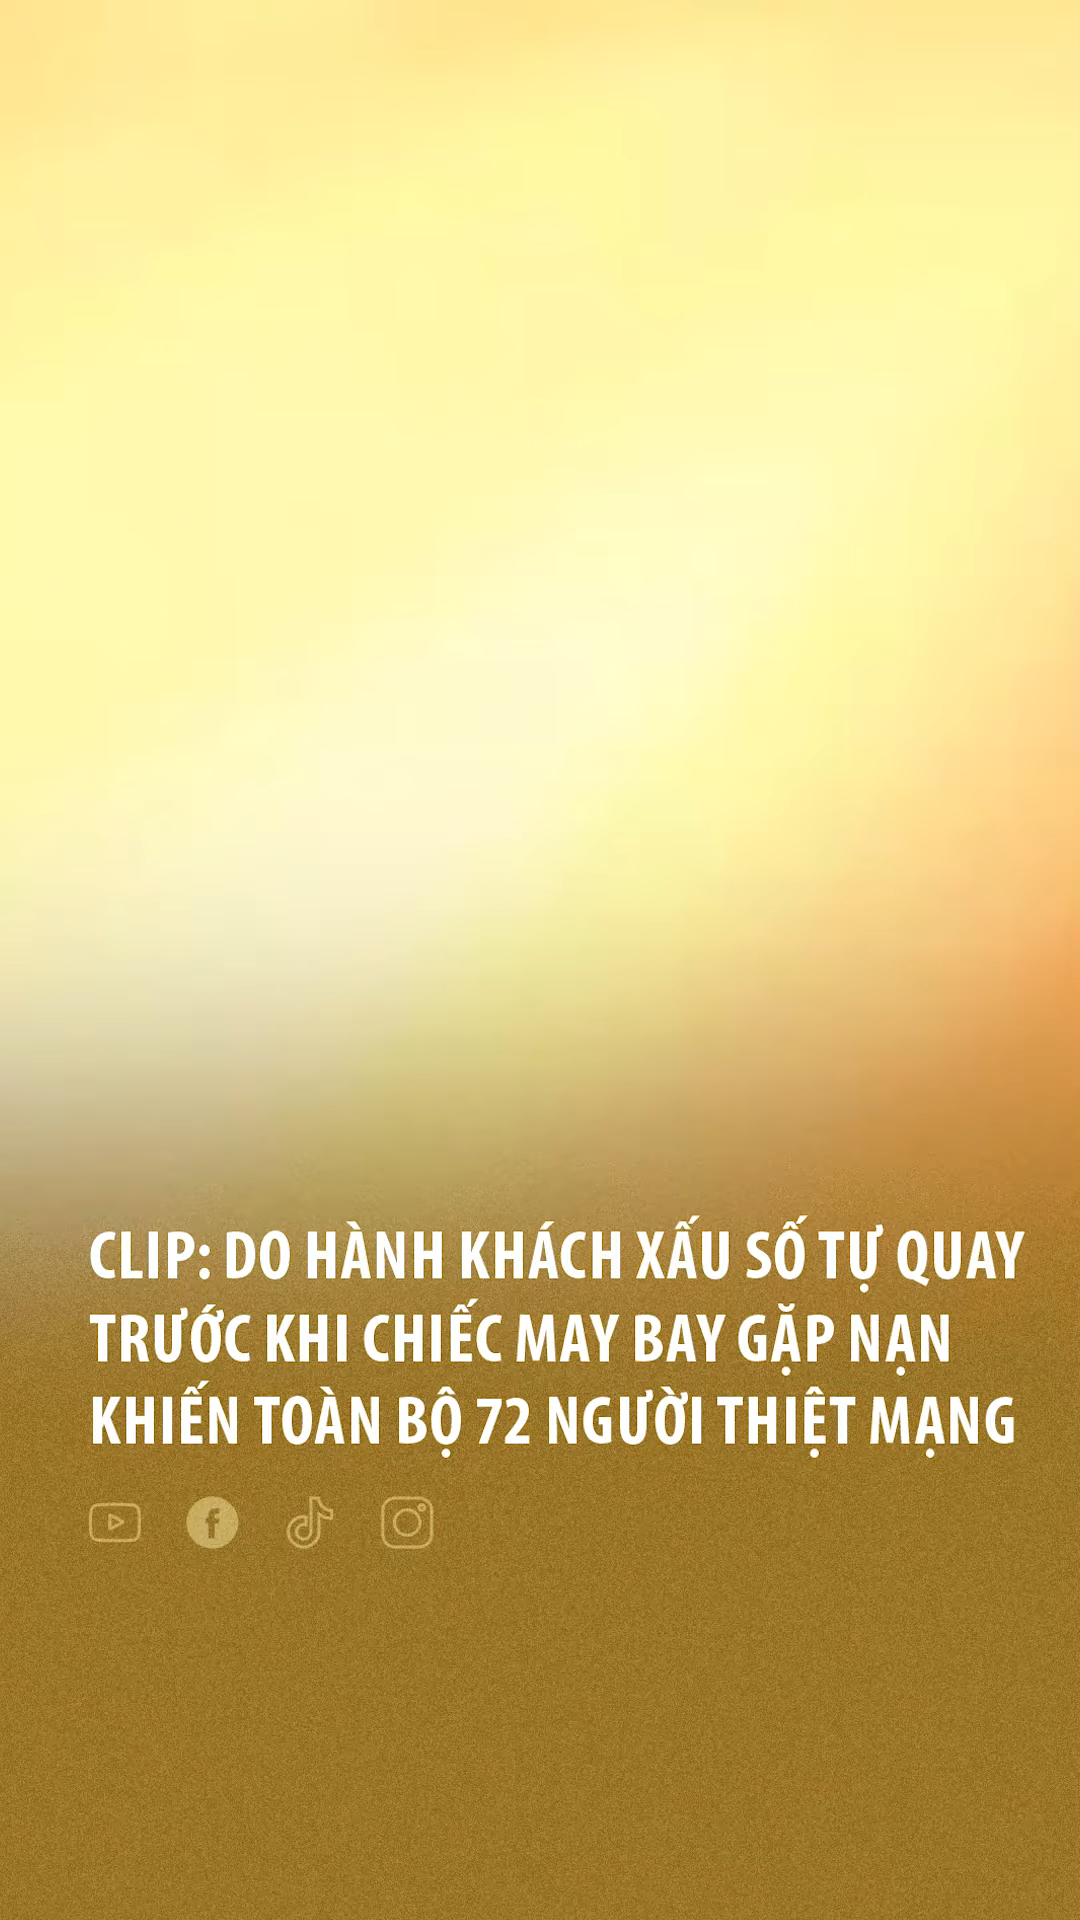 CLIP: DO HÀNH KHÁCH XẤU SỐ TỰ QUAY
TRƯỚC KHI CHIẾC MAY BAY GẶP NẠN
KHIẾN TOÀN BỘ 72 NGƯỜI THIỆT MẠNG